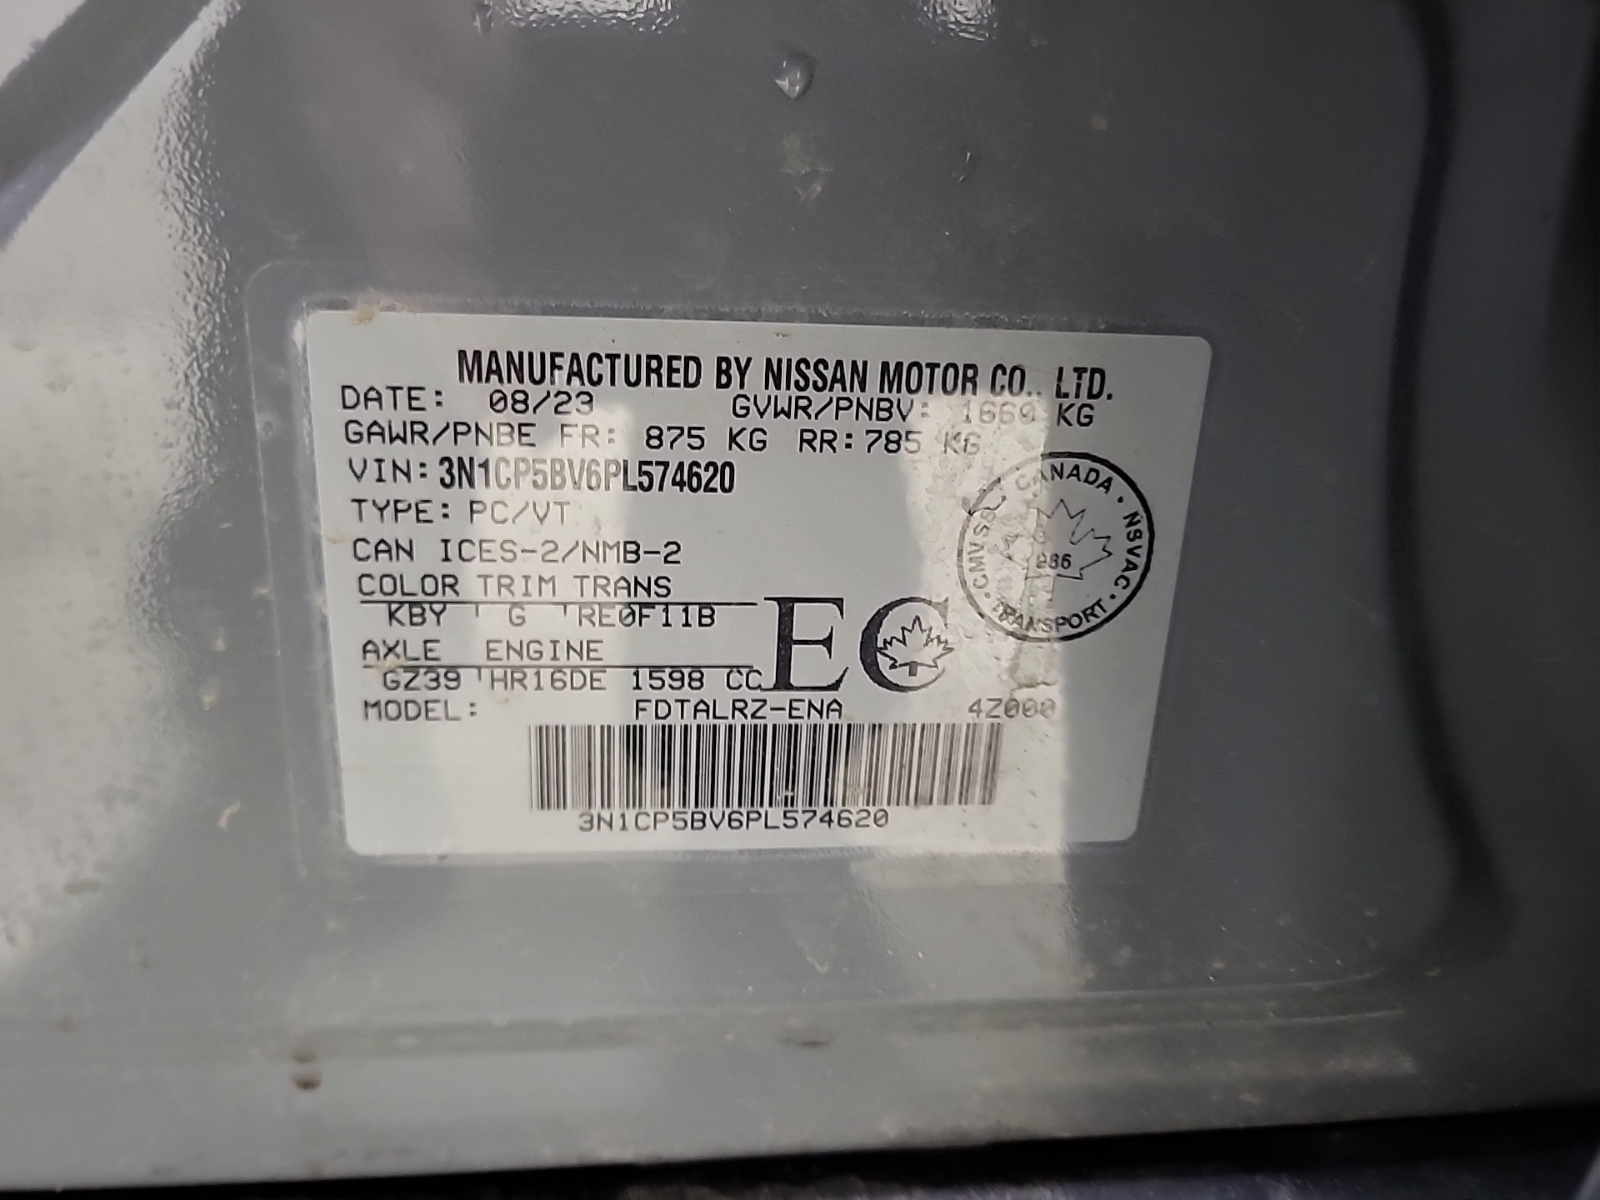 MANUFACTURED BY NISSAN MOTOR CO., LTD.
DATE: 08/23 GVWR/PNBV: 1660 KG
GAWR/PNBE FR: 875 KG RR: 785 KG
VIN: 3N1CP5BV6PL574620
TYPE: PC/VT
CAN ICES-2/NMB-2
COLOR TRIM TRANS
KBY G RE0F11B
AXLE ENGINE
GZ39 HR16DE 1598 CC
EC
CANADA · NSVAC · TRANSPORT · CMVSS
MODEL: FDTALRZ-ENA 4Z000
3N1CP5BV6PL574620